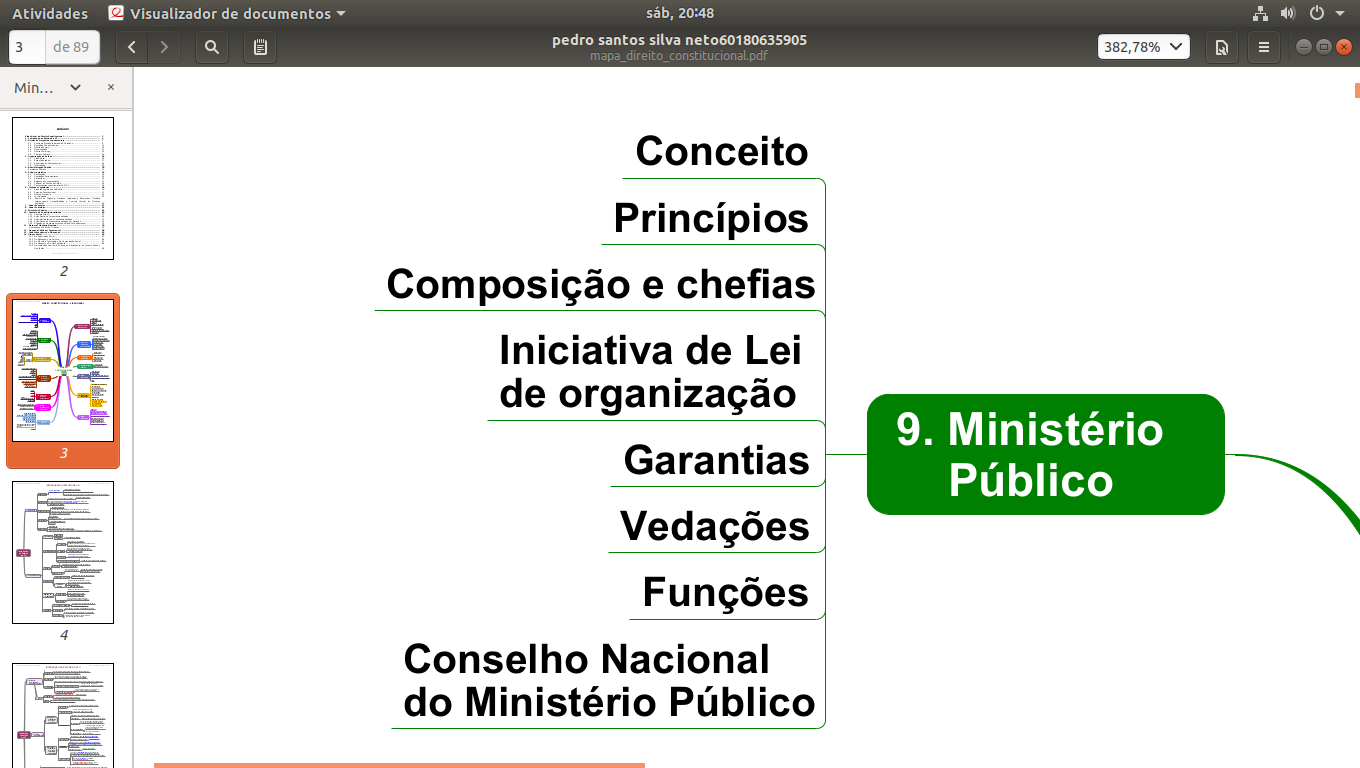 Atividades
Visualizador de documentos
sáb, 20:48
3
de 89
pedro santos silva neto60180635905
mapa_direito_constitucional.pdf
382,78%
Min...
2
3
4
Conceito
Princípios
Composição e chefias
Iniciativa de Lei
de organização
Garantias
Vedações
Funções
Conselho Nacional
do Ministério Público
9. Ministério
Público